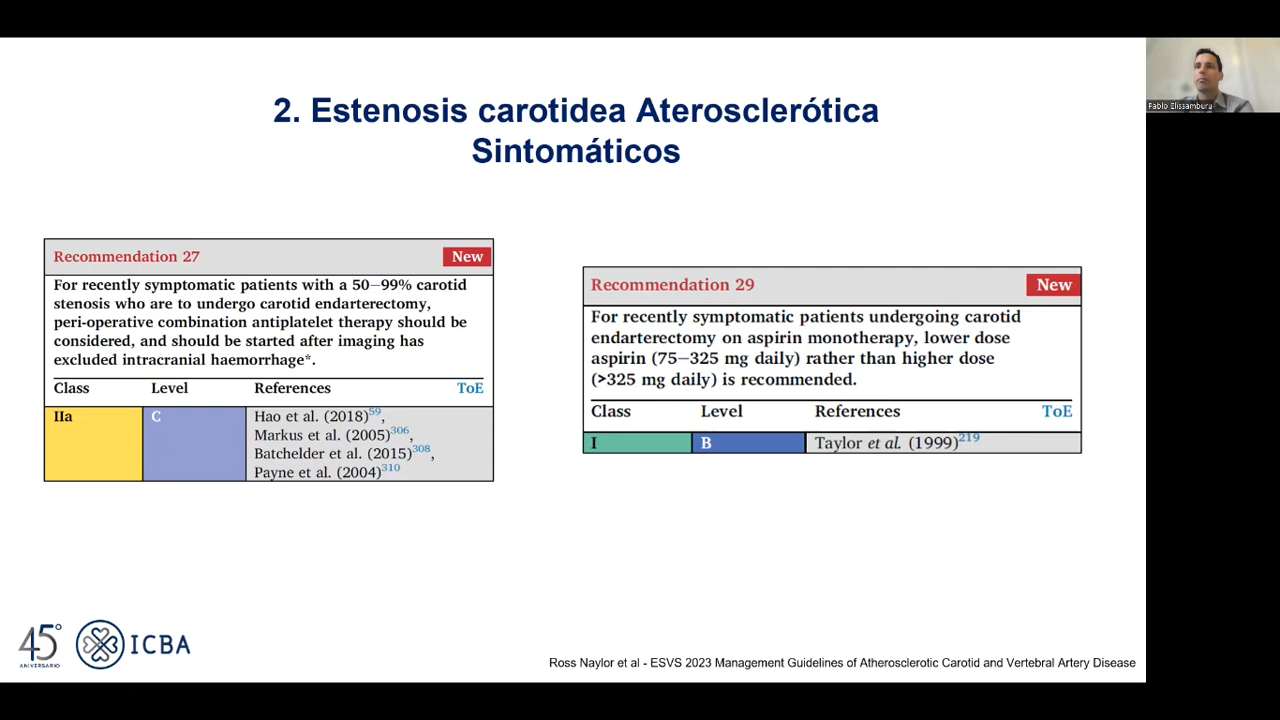 2. Estenosis carotidea Aterosclerótica
Sintomáticos
Pablo Elissamburu
Recommendation 27
New
For recently symptomatic patients with a 50–99% carotid
stenosis who are to undergo carotid endarterectomy,
peri-operative combination antiplatelet therapy should be
considered, and should be started after imaging has
excluded intracranial haemorrhage*.
Class Level References ToE
IIa C Hao et al. (2018)59,
Markus et al. (2005)306,
Batchelder et al. (2015)308,
Payne et al. (2004)310
Recommendation 29
New
For recently symptomatic patients undergoing carotid
endarterectomy on aspirin monotherapy, lower dose
aspirin (75–325 mg daily) rather than higher dose
(>325 mg daily) is recommended.
Class Level References ToE
I B Taylor et al. (1999)219
45°
ANIVERSARIO
ICBA
Ross Naylor et al - ESVS 2023 Management Guidelines of Atherosclerotic Carotid and Vertebral Artery Disease